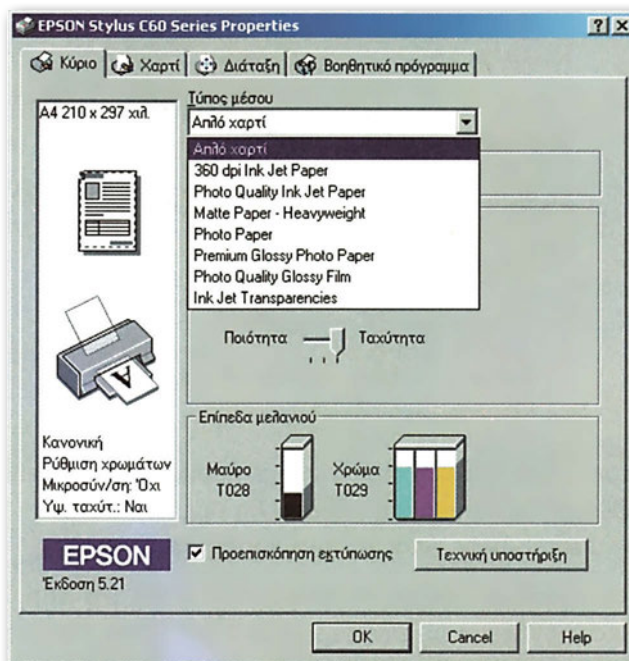 EPSON Stylus C60 Series Properties
Κύριο Χαρτί Διάταξη Βοηθητικό πρόγραμμα
A4 210 x 297 χιλ.
Τύπος μέσου
Απλό χαρτί
Απλό χαρτί
360 dpi Ink Jet Paper
Photo Quality Ink Jet Paper
Matte Paper - Heavyweight
Photo Paper
Premium Glossy Photo Paper
Photo Quality Glossy Film
Ink Jet Transparencies
Ποιότητα Ταχύτητα
A
Κανονική
Ρύθμιση χρωμάτων
Μικροσύν/ση: Όχι
Υψ. ταχύτ.: Ναι
Επίπεδα μελανιού
Μαύρο
T028
Χρώμα
T029
EPSON
Έκδοση 5.21
Προεπισκόπηση εκτύπωσης
Τεχνική υποστήριξη
OK Cancel Help